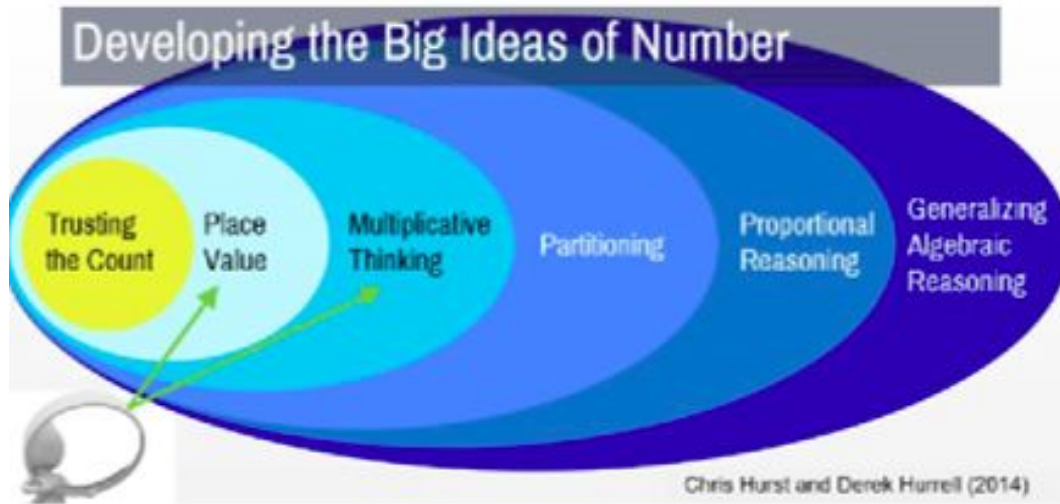 Developing the Big Ideas of Number
Trusting
the Count
Place
Value
Multiplicative
Thinking
Partitioning
Proportional
Reasoning
Generalizing
Algebraic
Reasoning
Chris Hurst and Derek Hurrell (2014)